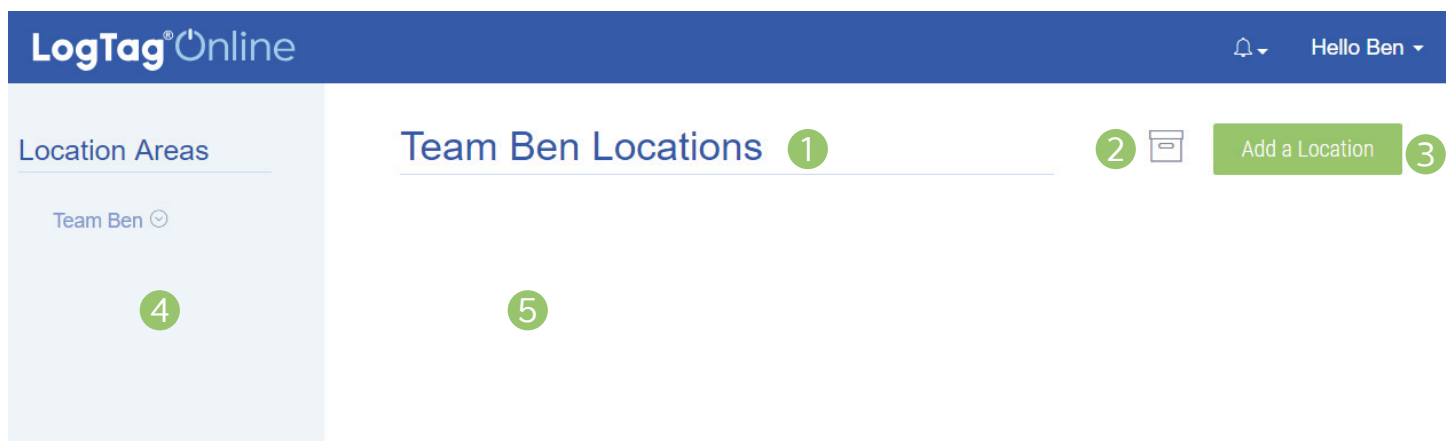 LogTag®Online
Hello Ben
Location Areas
Team Ben Locations 1
2
Add a Location 3
Team Ben
4
5